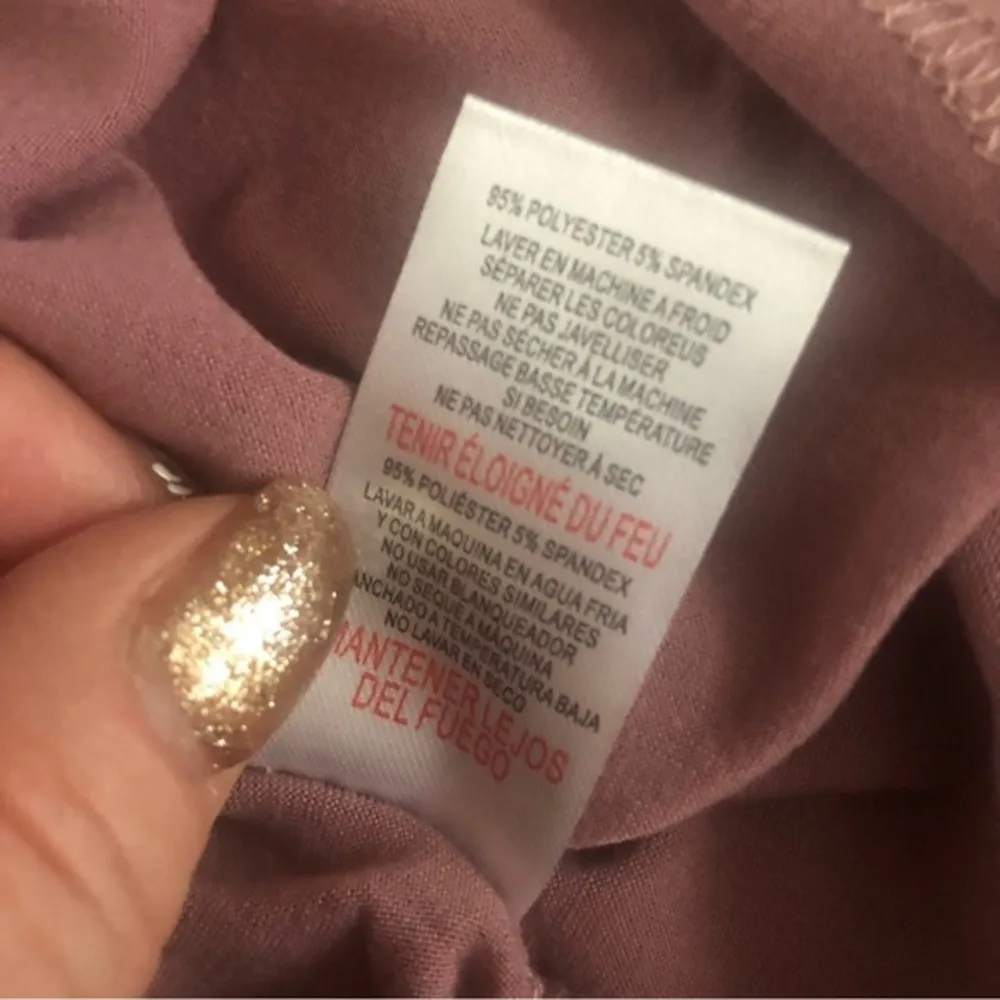 95% POLYESTER 5% SPANDEX
LAVER EN MACHINE A FROID
SÉPARER LES COLOREUS
NE PAS JAVELLISER
NE PAS SÉCHER À LA MACHINE
REPASSAGE BASSE TEMPÉRATURE
SI BESOIN
NE PAS NETTOYER À SEC
TENIR ÉLOIGNÉ DU FEU
95% POLIÉSTER 5% SPANDEX
LAVAR A MAQUINA EN AGUA FRIA
Y CON COLORES SIMILARES
NO USAR BLANQUEADOR
NO SEQUE A MÁQUINA
ANCHADO A TEMPERATURA BAJA
NO LAVAR EN SECO
MANTENER LEJOS
DEL FUEGO